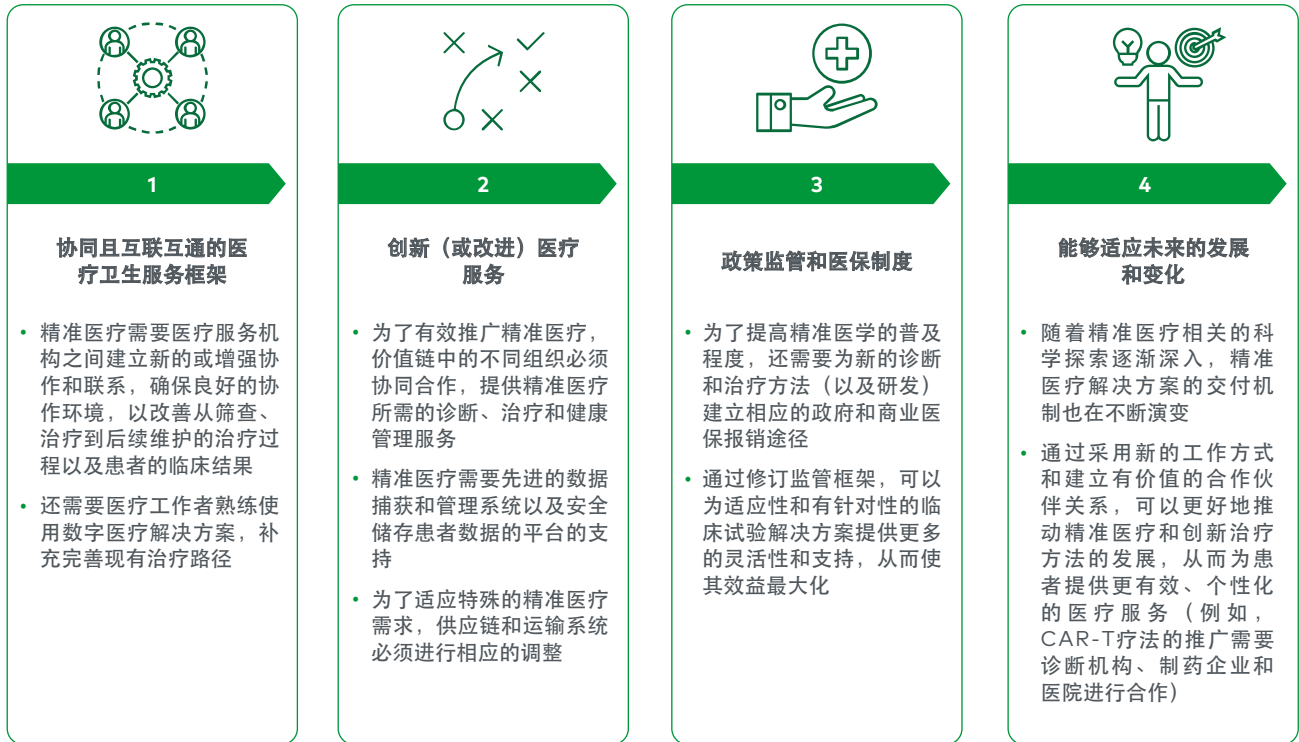 1
协同且互联互通的医
疗卫生服务框架
• 精准医疗需要医疗服务机
构之间建立新的或增强协
作和联系，确保良好的协
作环境，以改善从筛查、
治疗到后续维护的治疗过
程以及患者的临床结果
• 还需要医疗工作者熟练使
用数字医疗解决方案，补
充完善现有治疗路径
2
创新（或改进）医疗
服务
• 为了有效推广精准医疗，
价值链中的不同组织必须
协同合作，提供精准医疗
所需的诊断、治疗和健康
管理服务
• 精准医疗需要先进的数据
捕获和管理系统以及安全
储存患者数据的平台的支
持
• 为了适应特殊的精准医疗
需求，供应链和运输系统
必须进行相应的调整
3
政策监管和医保制度
• 为了提高精准医学的普及
程度，还需要为新的诊断
和治疗方法（以及研发）
建立相应的政府和商业医
保报销途径
• 通过修订监管框架，可以
为适应性和有针对性的临
床试验解决方案提供更多
的灵活性和支持，从而使
其效益最大化
4
能够适应未来的发展
和变化
• 随着精准医疗相关的科
学探索逐渐深入，精准
医疗解决方案的交付机
制也在不断演变
• 通过采用新的工作方式
和建立有价值的合作伙
伴关系，可以更好地推
动精准医疗和创新治疗
方法的发展，从而为患
者提供更有效、个性化
的医疗服务（例如，
CAR-T疗法的推广需要
诊断机构、制药企业和
医院进行合作）